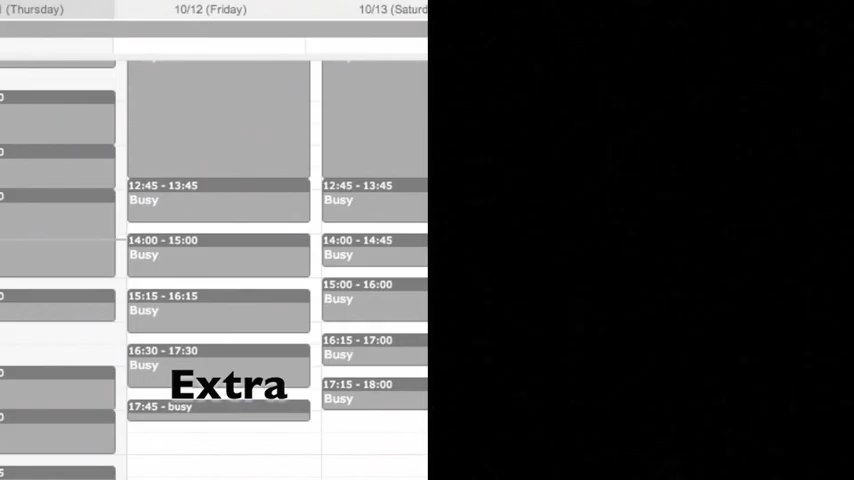 (Thursday)
10/12 (Friday)
10/13 (Saturd
12:45 - 13:45
Busy
12:45 - 13:45
Busy
14:00 - 15:00
Busy
14:00 - 14:45
Busy
15:15 - 16:15
Busy
15:00 - 16:00
Busy
16:30 - 17:30
Busy
16:15 - 17:00
Busy
Extra
17:45 - busy
17:15 - 18:00
Busy